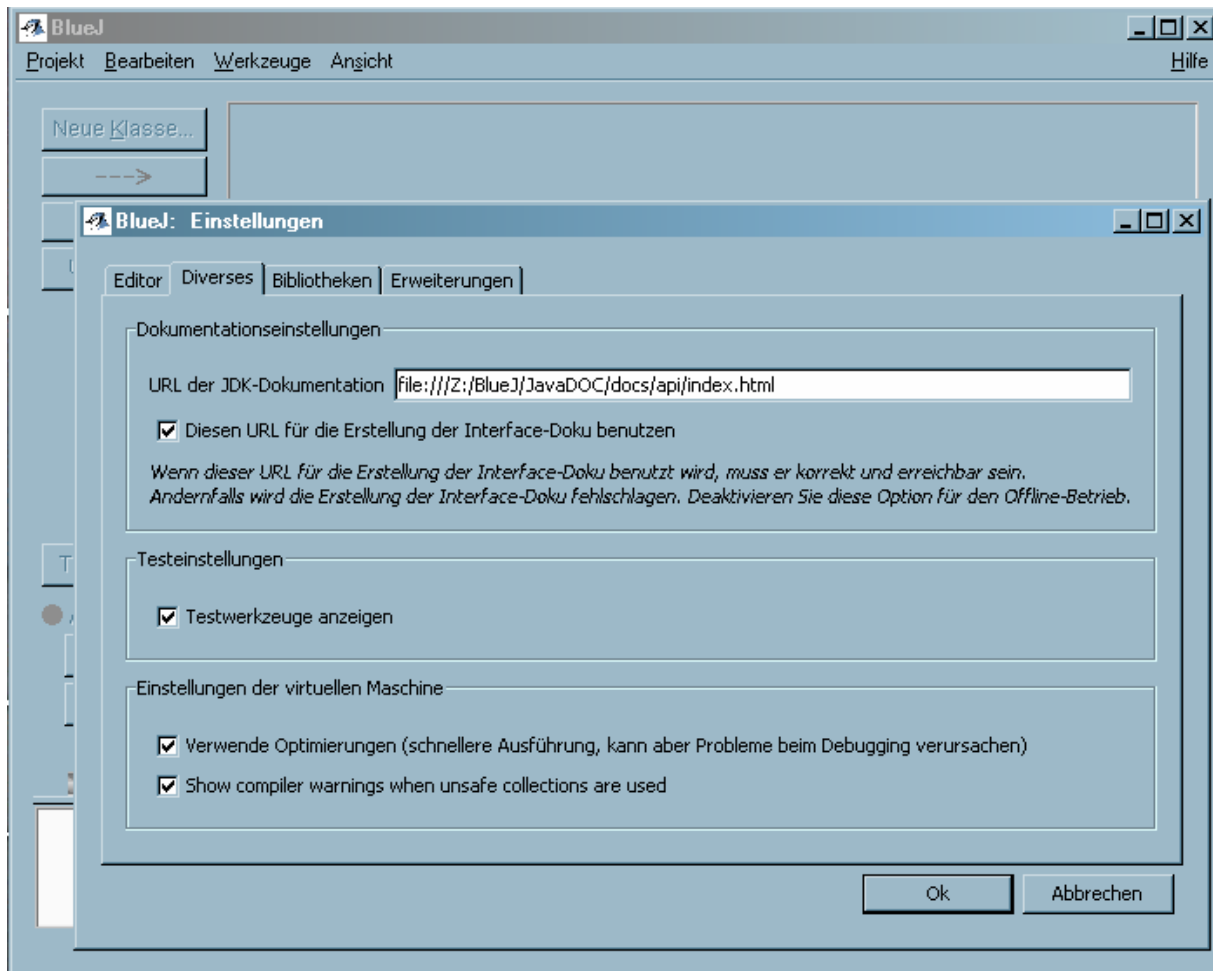 BlueJ
Projekt Bearbeiten Werkzeuge Ansicht Hilfe
Neue Klasse...
BlueJ: Einstellungen
Editor Diverses Bibliotheken Erweiterungen
Dokumentationseinstellungen
URL der JDK-Dokumentation file:///Z:/BlueJ/JavaDOC/docs/api/index.html
Diesen URL für die Erstellung der Interface-Doku benutzen
Wenn dieser URL für die Erstellung der Interface-Doku benutzt wird, muss er korrekt und erreichbar sein.
Andernfalls wird die Erstellung der Interface-Doku fehlschlagen. Deaktivieren Sie diese Option für den Offline-Betrieb.
Testeinstellungen
Testwerkzeuge anzeigen
Einstellungen der virtuellen Maschine
Verwende Optimierungen (schnellere Ausführung, kann aber Probleme beim Debugging verursachen)
Show compiler warnings when unsafe collections are used
Ok Abbrechen